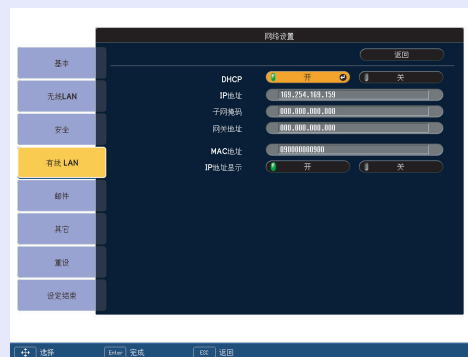 网络设置
返回
基本
无线LAN
安全
有线 LAN
邮件
其它
重设
设定结束
DHCP 开 关
IP地址 169.254.169.159
子网掩码 000.000.000.000
网关地址 000.000.000.000
MAC地址 090000000900
IP地址显示 开 关
选择 Enter 完成 ESC 返回